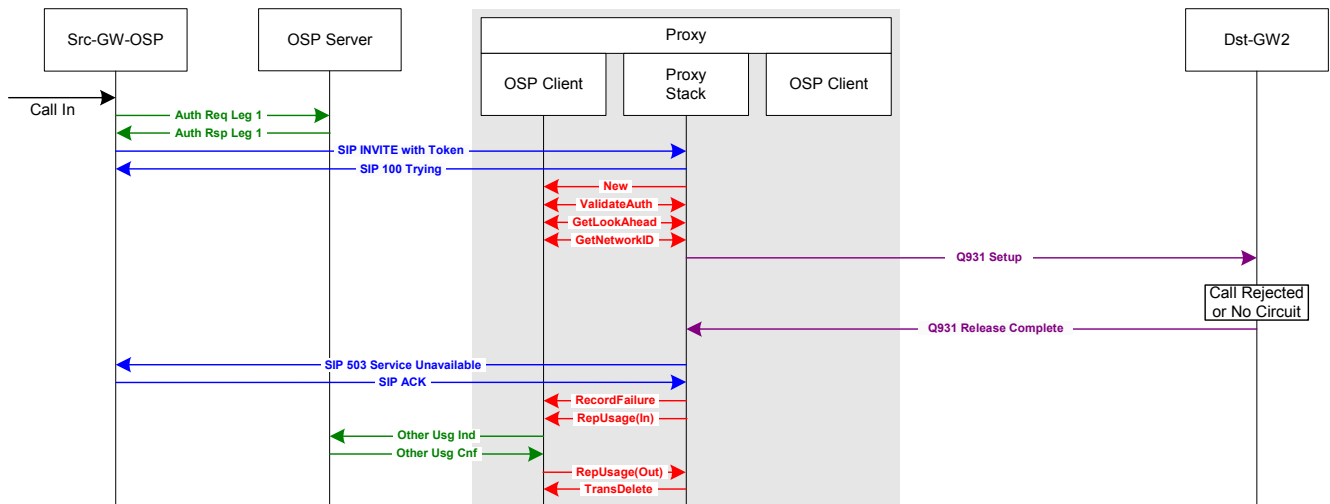 Src-GW-OSP
OSP Server
Proxy
Dst-GW2
OSP Client
Proxy
Stack
OSP Client
Call In
Auth Req Leg 1
Auth Rsp Leg 1
SIP INVITE with Token
SIP 100 Trying
New
ValidateAuth
GetLookAhead
GetNetworkID
Q931 Setup
Call Rejected
or No Circuit
Q931 Release Complete
SIP 503 Service Unavailable
SIP ACK
RecordFailure
RepUsage(In)
Other Usg Ind
Other Usg Cnf
RepUsage(Out)
TransDelete